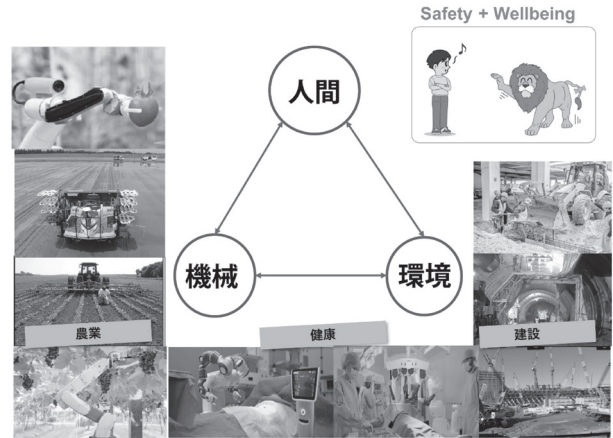 Safety + Wellbeing
人間
機械
環境
農業
健康
建設